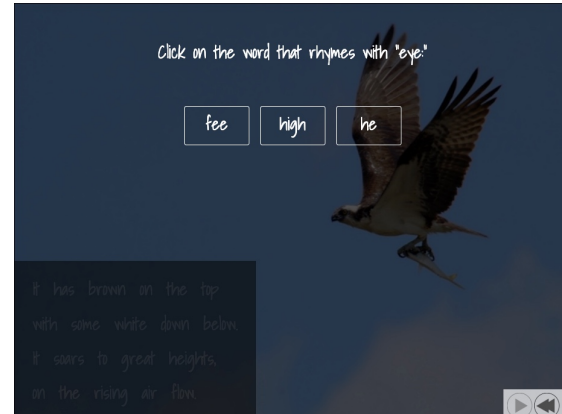 Click on the word that rhymes with "eye:"
fee high he
it has brown on the top
with some white down below.
it soars to great heights,
on the rising air flow.